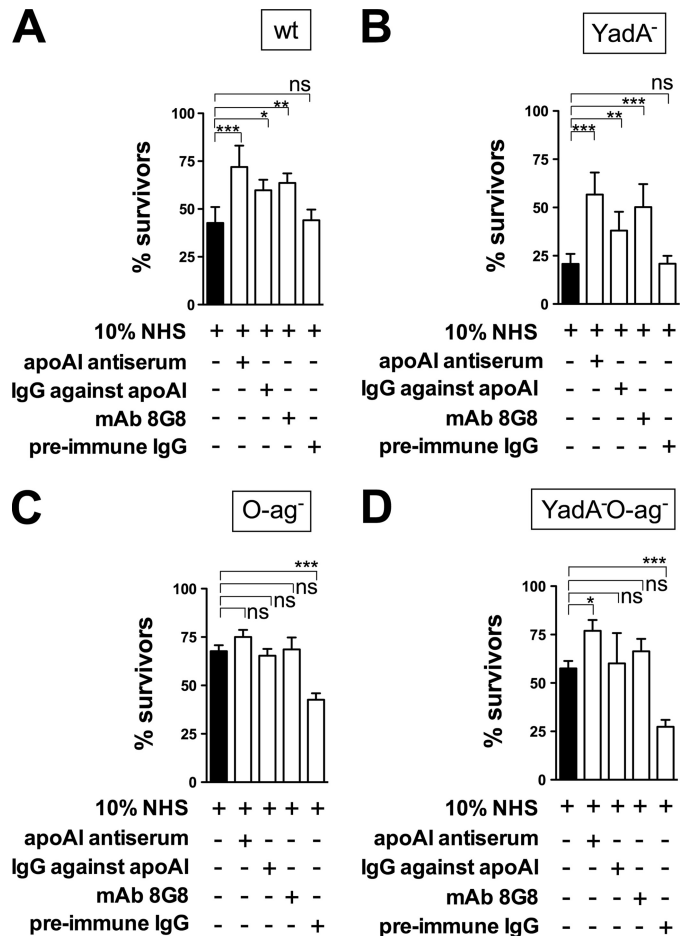 A
wt
B
YadA⁻
ns
**
*
***
100
75
50
25
0
% survivors
10% NHS + + + + +
apoAI antiserum - + - - -
IgG against apoAI - - + - -
mAb 8G8 - - - + -
pre-immune IgG - - - - +
ns
***
**
***
100
75
50
25
0
% survivors
10% NHS + + + + +
apoAI antiserum - + - - -
IgG against apoAI - - + - -
mAb 8G8 - - - + -
pre-immune IgG - - - - +
C
O-ag⁻
D
YadA⁻O-ag⁻
***
ns
ns
ns
100
75
50
25
0
% survivors
10% NHS + + + + +
apoAI antiserum - + - - -
IgG against apoAI - - + - -
mAb 8G8 - - - + -
pre-immune IgG - - - - +
***
ns
ns
*
100
75
50
25
0
% survivors
10% NHS + + + + +
apoAI antiserum - + - - -
IgG against apoAI - - + - -
mAb 8G8 - - - + -
pre-immune IgG - - - - +